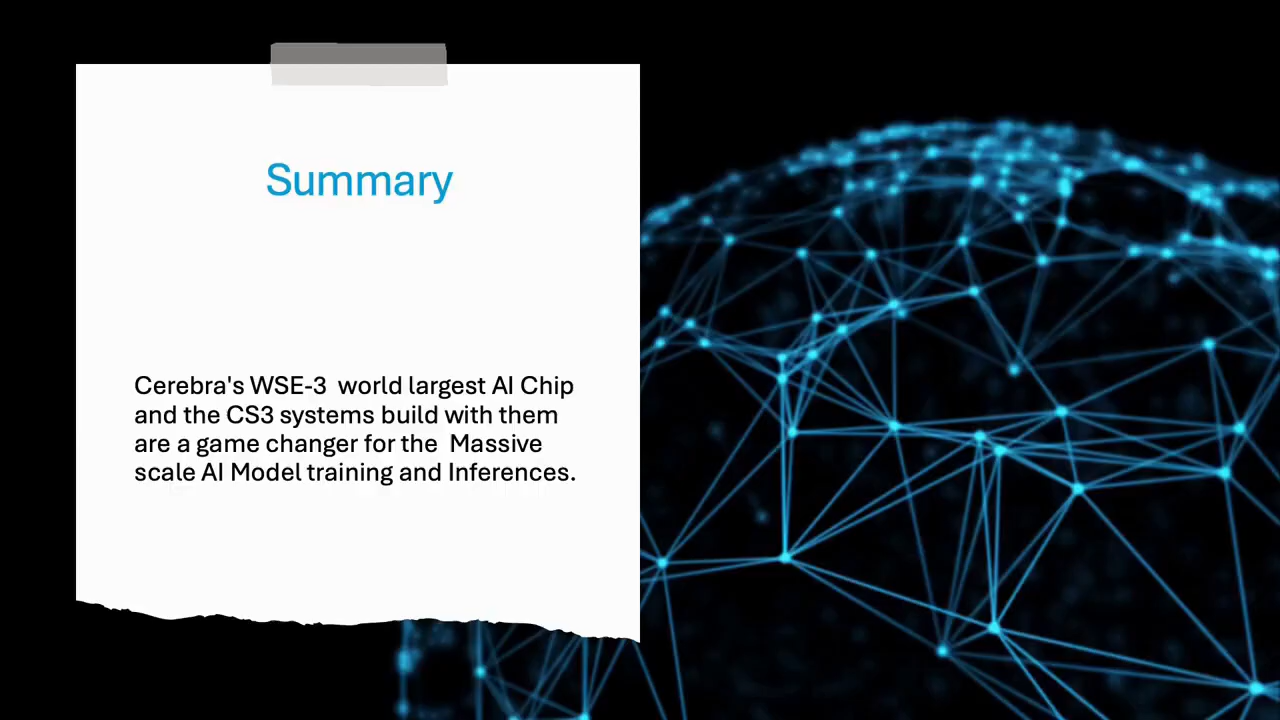 Summary
Cerebra's WSE-3  world largest AI Chip
and the CS3 systems build with them
are a game changer for the  Massive
scale AI Model training and Inferences.